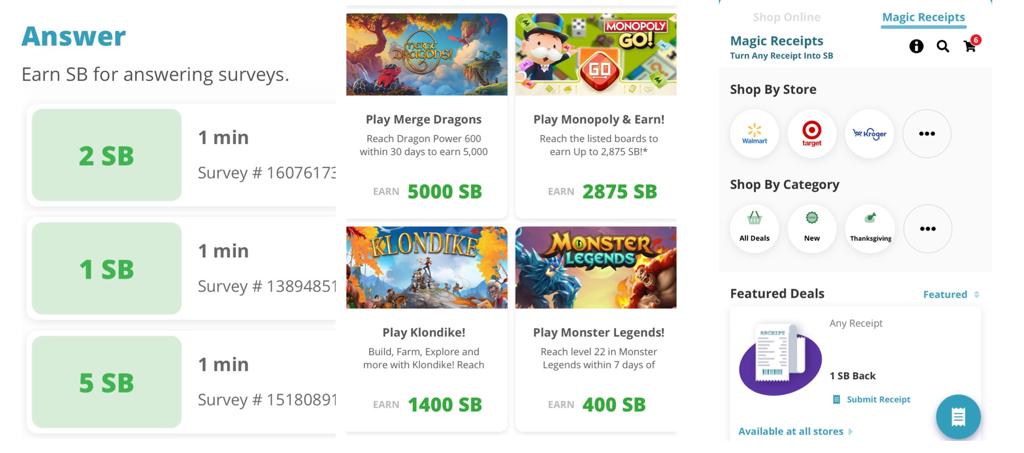 Answer
Earn SB for answering surveys.
2 SB
1 min
Survey # 16076173
1 SB
1 min
Survey # 13894851
5 SB
1 min
Survey # 15180891
merge
DRAGONS!
Play Merge Dragons
Reach Dragon Power 600
within 30 days to earn 5,000
EARN 5000 SB
MONOPOLY
GO!
GO
Play Monopoly & Earn!
Reach the listed boards to
earn Up to 2,875 SB!*
EARN 2875 SB
KLONDIKE
Play Klondike!
Build, Farm, Explore and
more with Klondike! Reach
EARN 1400 SB
MONSTER
LEGENDS
Play Monster Legends!
Reach level 22 in Monster
Legends within 7 days of
EARN 400 SB
Shop Online
Magic Receipts
Magic Receipts
Turn Any Receipt Into SB
6
Shop By Store
Walmart
target
Kroger
Shop By Category
All Deals
New
Thanksgiving
Featured Deals
Featured
RECEIPT
Any Receipt
1 SB Back
Submit Receipt
Available at all stores